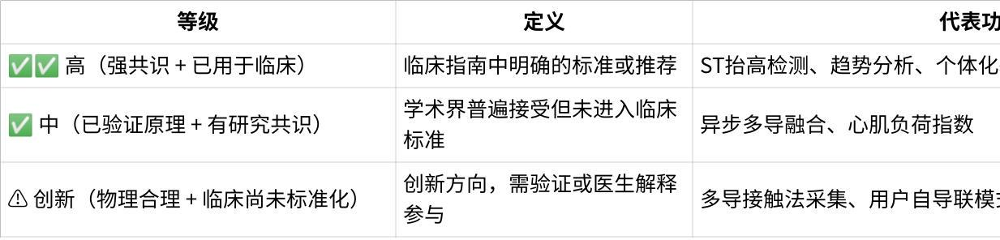 等级 定义 代表功
✅✅ 高（强共识 + 已用于临床） 临床指南中明确的标准或推荐 ST抬高检测、趋势分析、个体化
✅ 中（已验证原理 + 有研究共识） 学术界普遍接受但未进入临床
标准 异步多导融合、心肌负荷指数
⚠ 创新（物理合理 + 临床尚未标准化） 创新方向，需验证或医生解释
参与 多导接触法采集、用户自导联模